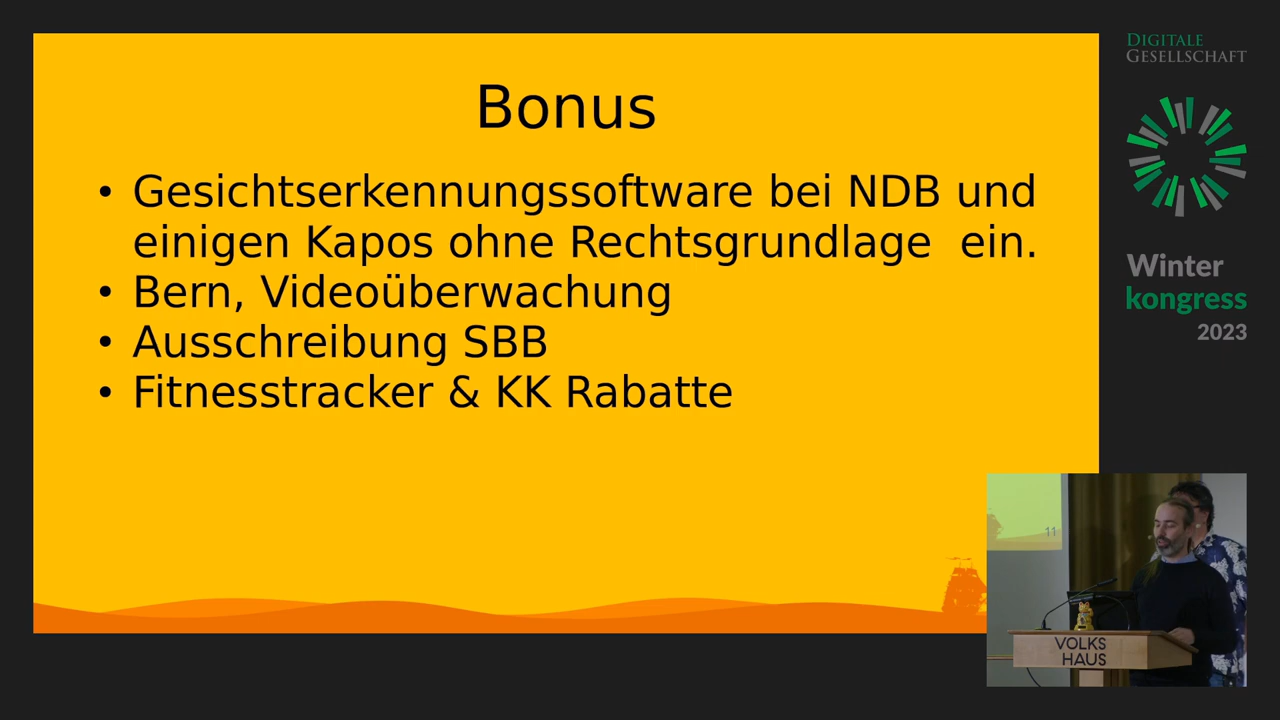 Bonus
• Gesichtserkennungssoftware bei NDB und
einigen Kapos ohne Rechtsgrundlage  ein.
• Bern, Videoüberwachung
• Ausschreibung SBB
• Fitnesstracker & KK Rabatte
DIGITALE
GESELLSCHAFT
Winter
kongress
2023
11
VOLKS
HAUS